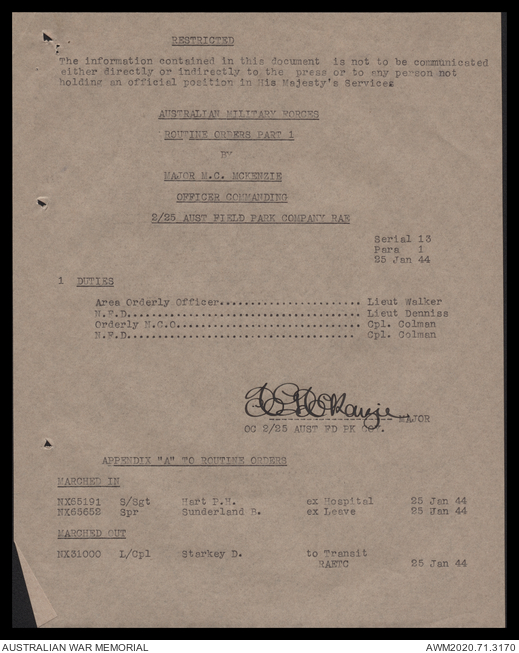 RESTRICTED
The information contained in this document is not to be communicated
either directly or indirectly to the press or to any person not
holding an official position in His Majesty's Services
AUSTRALIAN MILITARY FORCES
ROUTINE ORDERS PART 1
BY
MAJOR M.C. MCKENZIE
OFFICER COMMANDING
2/25 AUST FIELD PARK COMPANY RAE
Serial 13
Para 1
25 Jan 44
1 DUTIES
Area Orderly Officer....................... Lieut Walker
N.F.D...................................... Lieut Denniss
Orderly N.C.O.............................. Cpl. Colman
N.F.D...................................... Cpl. Colman
MAJOR
OC 2/25 AUST FD PK COY.
APPENDIX "A" TO ROUTINE ORDERS
MARCHED IN
NX65191 S/Sgt Hart P.H. ex Hospital 25 Jan 44
NX65652 Spr Sunderland B. ex Leave 25 Jan 44
MARCHED OUT
NX31000 L/Cpl Starkey D. to Transit
RAETC 25 Jan 44
AUSTRALIAN WAR MEMORIAL AWM2020.71.3170